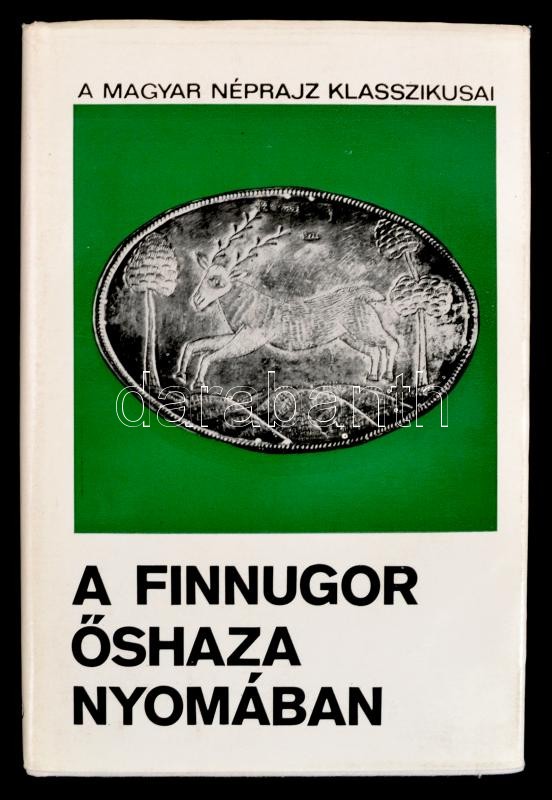 A MAGYAR NÉPRAJZ KLASSZIKUSAI
darabanth
A FINNUGOR
ŐSHAZA
NYOMÁBAN